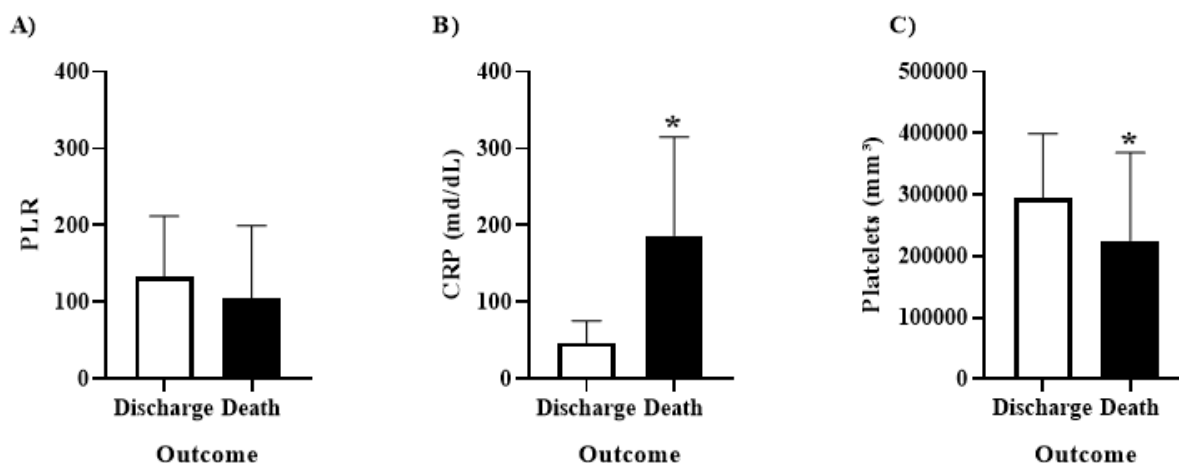 A)
400
300
200
100
0
PLR
Discharge Death
Outcome
B)
400
300
200
100
0
CRP (md/dL)
*
Discharge Death
Outcome
C)
500000
400000
300000
200000
100000
0
Platelets (mm³)
*
Discharge Death
Outcome